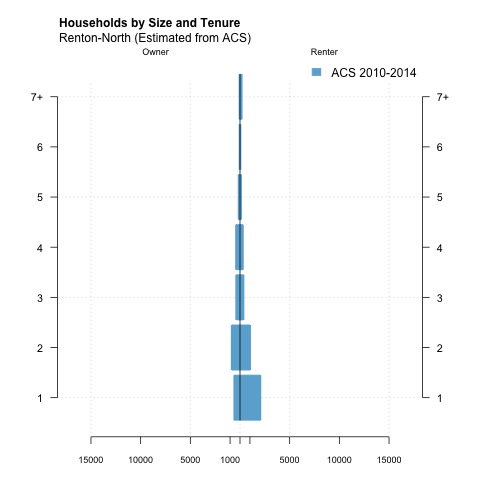 Households by Size and Tenure
Renton-North (Estimated from ACS)
Owner Renter
ACS 2010-2014
7+ 7+
6 6
5 5
4 4
3 3
2 2
1 1
15000 10000 5000 1000 5000 10000 15000